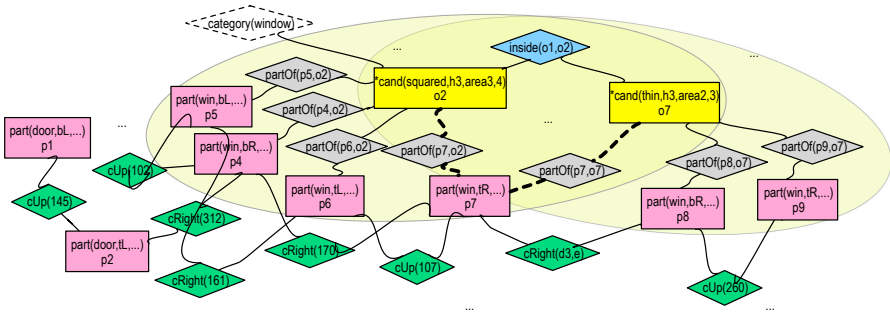 category(window)
...
inside(o1,o2)
...
partOf(p5,o2)
*cand(squared,h3,area3,4)
o2
*cand(thin,h3,area2,3)
o7
part(win,bL,...)
p5
partOf(p4,o2)
...
...
part(door,bL,...)
p1
part(win,bR,...)
p4
partOf(p6,o2)
partOf(p7,o2)
partOf(p9,o7)
partOf(p8,o7)
partOf(p7,o7)
cUp(102)
cUp(145)
part(win,tL,...)
p6
part(win,tR,...)
p7
part(win,bR,...)
p8
part(win,tR,...)
p9
cRight(312)
part(door,tL,...)
p2
cRight(170)
cRight(d3,e)
cRight(161)
cUp(107)
cUp(260)
...
...